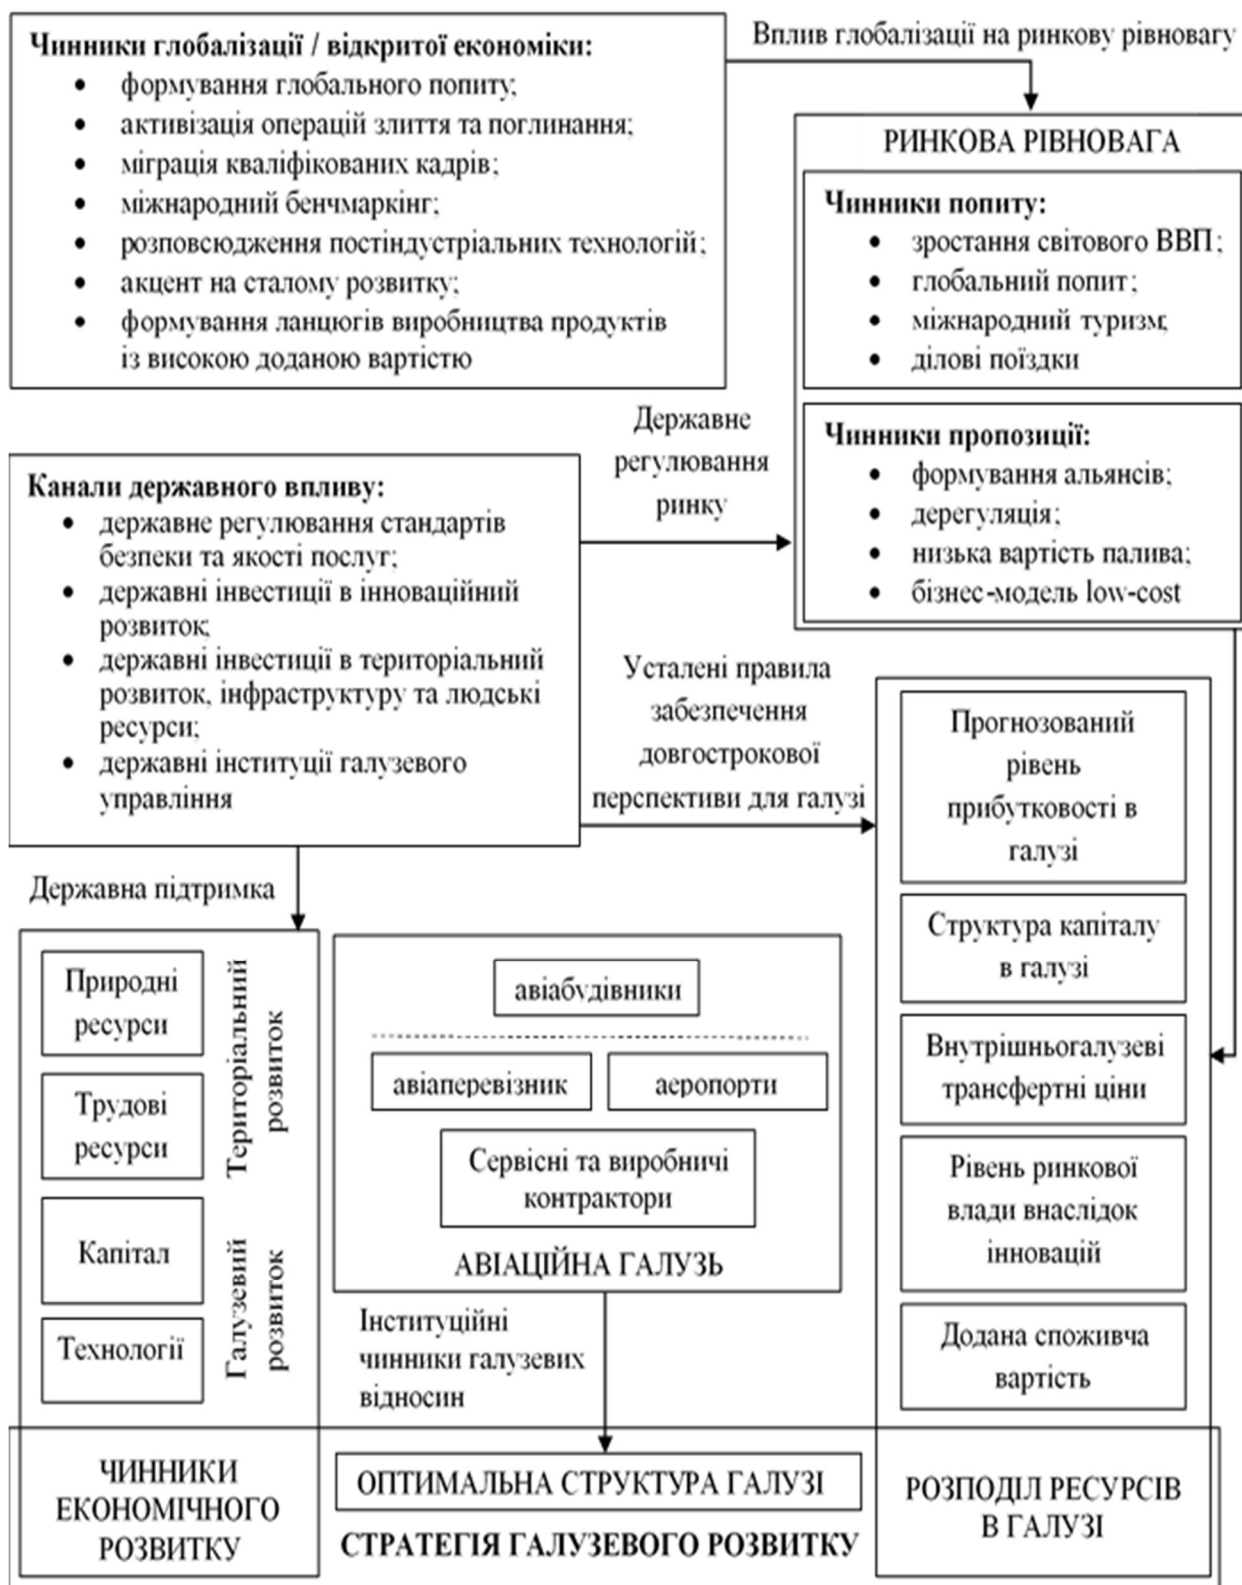 Чинники глобалізації / відкритої економіки:
• формування глобального попиту;
• активізація операцій злиття та поглинання;
• міграція кваліфікованих кадрів;
• міжнародний бенчмаркінг;
• розповсюдження постіндустріальних технологій;
• акцент на сталому розвитку;
• формування ланцюгів виробництва продуктів
із високою доданою вартістю
Вплив глобалізації на ринкову рівновагу
РИНКОВА РІВНОВАГА
Чинники попиту:
• зростання світового ВВП;
• глобальний попит;
• міжнародний туризм;
• ділові поїздки
Чинники пропозиції:
• формування альянсів;
• дерегуляція;
• низька вартість палива;
• бізнес-модель low-cost
Державне
регулювання
ринку
Канали державного впливу:
• державне регулювання стандартів
безпеки та якості послуг;
• державні інвестиції в інноваційний
розвиток;
• державні інвестиції в територіальний
розвиток, інфраструктуру та людські
ресурси;
• державні інституції галузевого
управління
Усталені правила
забезпечення
довгострокової
перспективи для галузі
Державна підтримка
Природні
ресурси
Трудові
ресурси
Капітал
Технології
Територіальний
розвиток
Галузевий
розвиток
ЧИННИКИ
ЕКОНОМІЧНОГО
РОЗВИТКУ
авіабудівники
авіаперевізник
аеропорти
Сервісні та виробничі
контрактори
АВІАЦІЙНА ГАЛУЗЬ
Інституційні
чинники галузевих
відносин
ОПТИМАЛЬНА СТРУКТУРА ГАЛУЗІ
СТРАТЕГІЯ ГАЛУЗЕВОГО РОЗВИТКУ
Прогнозований
рівень
прибутковості в
галузі
Структура капіталу
в галузі
Внутрішньогалузеві
трансфертні ціни
Рівень ринкової
влади внаслідок
інновацій
Додана споживча
вартість
РОЗПОДІЛ РЕСУРСІВ
В ГАЛУЗІ